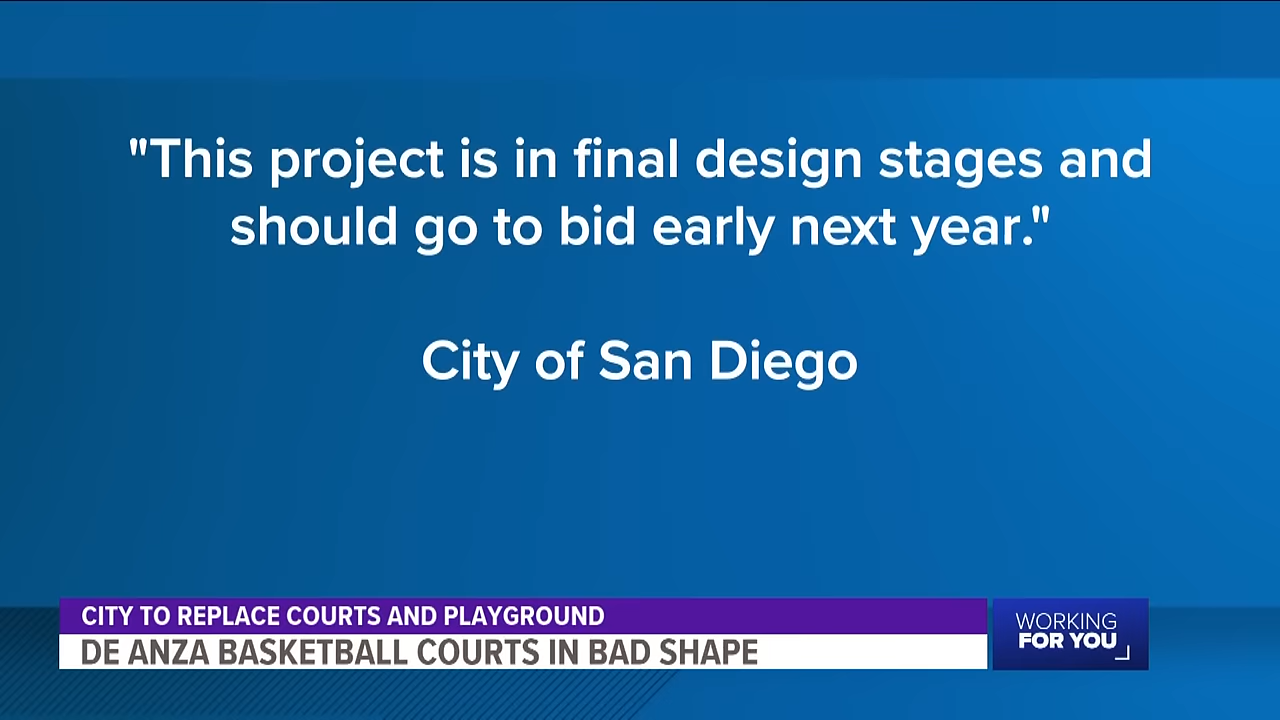 "This project is in final design stages and
should go to bid early next year."
City of San Diego
CITY TO REPLACE COURTS AND PLAYGROUND
DE ANZA BASKETBALL COURTS IN BAD SHAPE
WORKING
FOR YOU